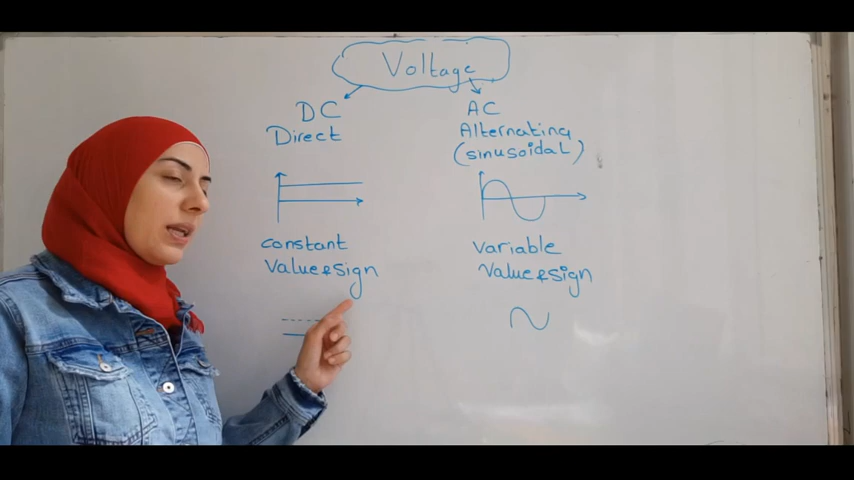 Voltage
DC
Direct
constant
Value & sign
AC
Alternating
(sinusoidal)
variable
Value & sign